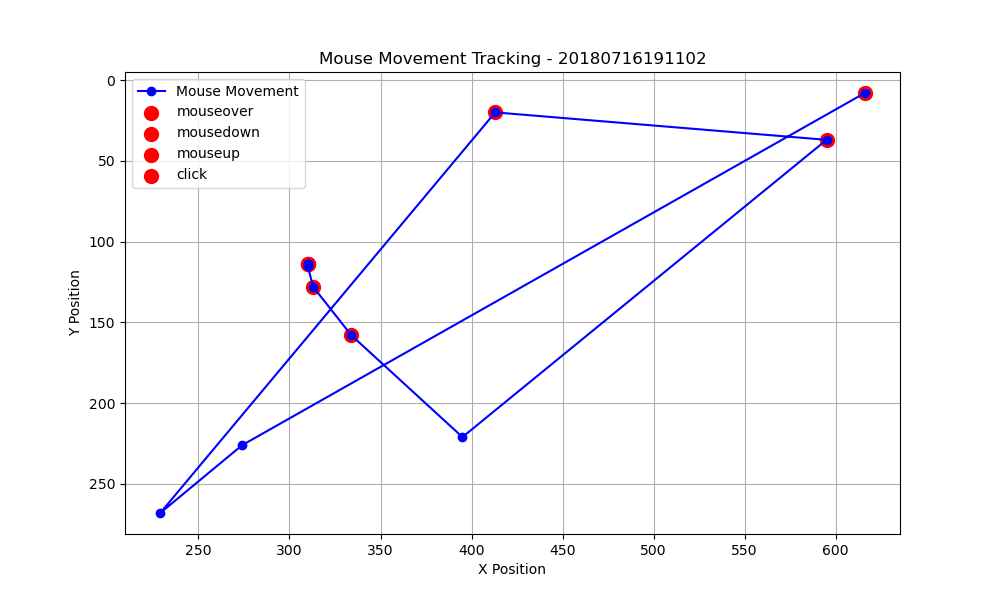 Mouse Movement Tracking - 20180716191102
Mouse Movement
mouseover
mousedown
mouseup
click
0
50
100
150
200
250
Y Position
250 300 350 400 450 500 550 600
X Position